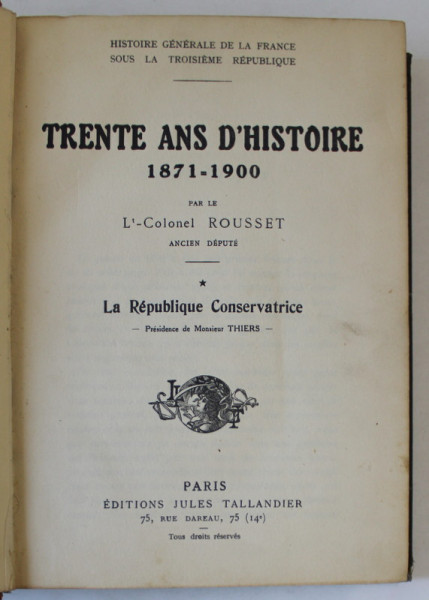 HISTOIRE GÉNÉRALE DE LA FRANCE
SOUS LA TROISIÈME RÉPUBLIQUE
TRENTE ANS D'HISTOIRE
1871-1900
PAR LE
Lt-Colonel ROUSSET
ANCIEN DÉPUTÉ
★
La République Conservatrice
— Présidence de Monsieur THIERS —
J T
PARIS
ÉDITIONS JULES TALLANDIER
75, RUE DAREAU, 75 (14e)
Tous droits réservés